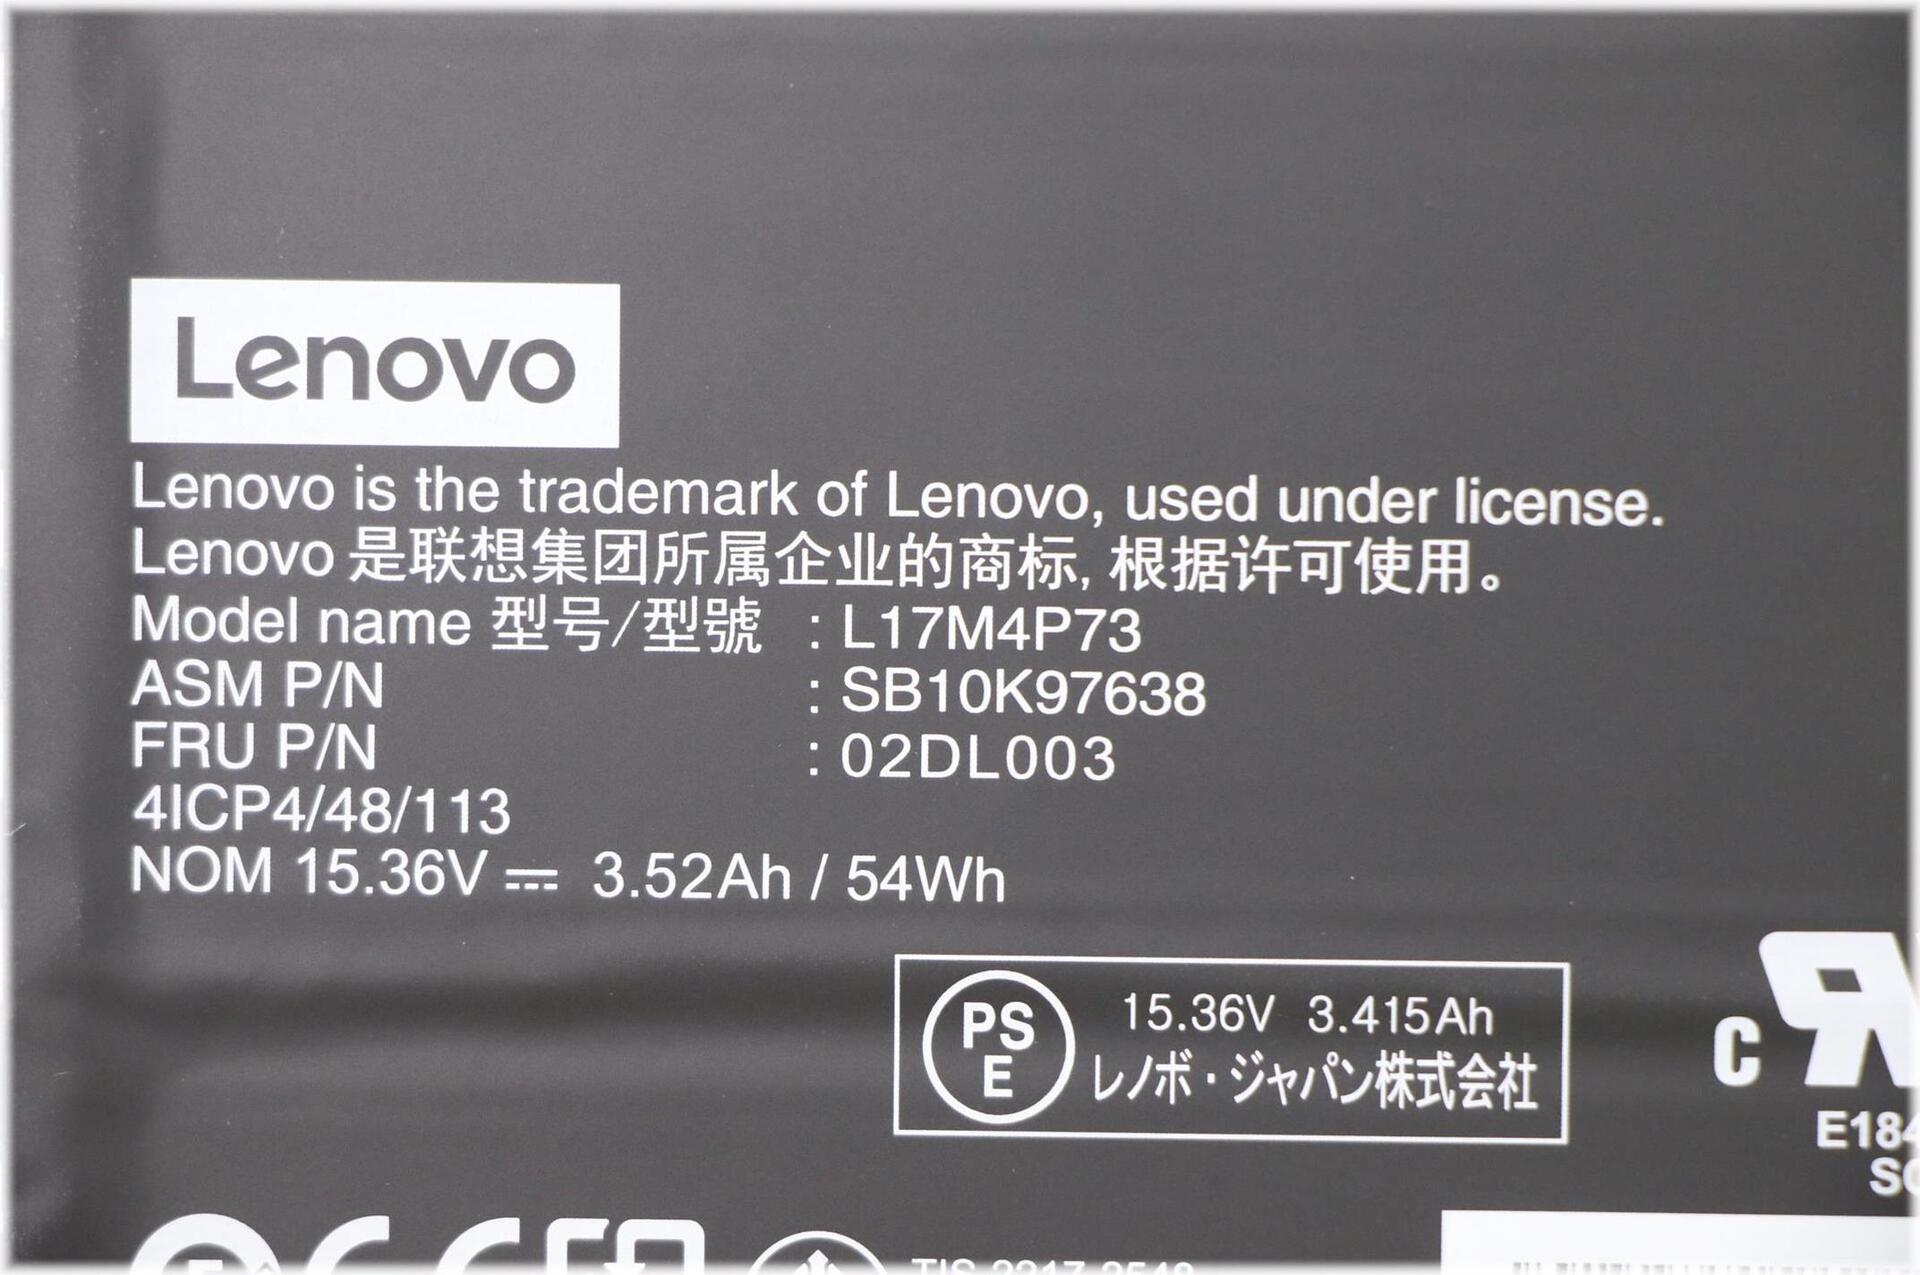 Lenovo
Lenovo is the trademark of Lenovo, used under license.
Lenovo 是联想集团所属企业的商标, 根据许可使用。
Model name 型号/型號 : L17M4P73
ASM P/N : SB10K97638
FRU P/N : 02DL003
4ICP4/48/113
NOM 15.36V ⎓ 3.52Ah / 54Wh
PS
E
15.36V 3.415Ah
レノボ・ジャパン株式会社
C
E184